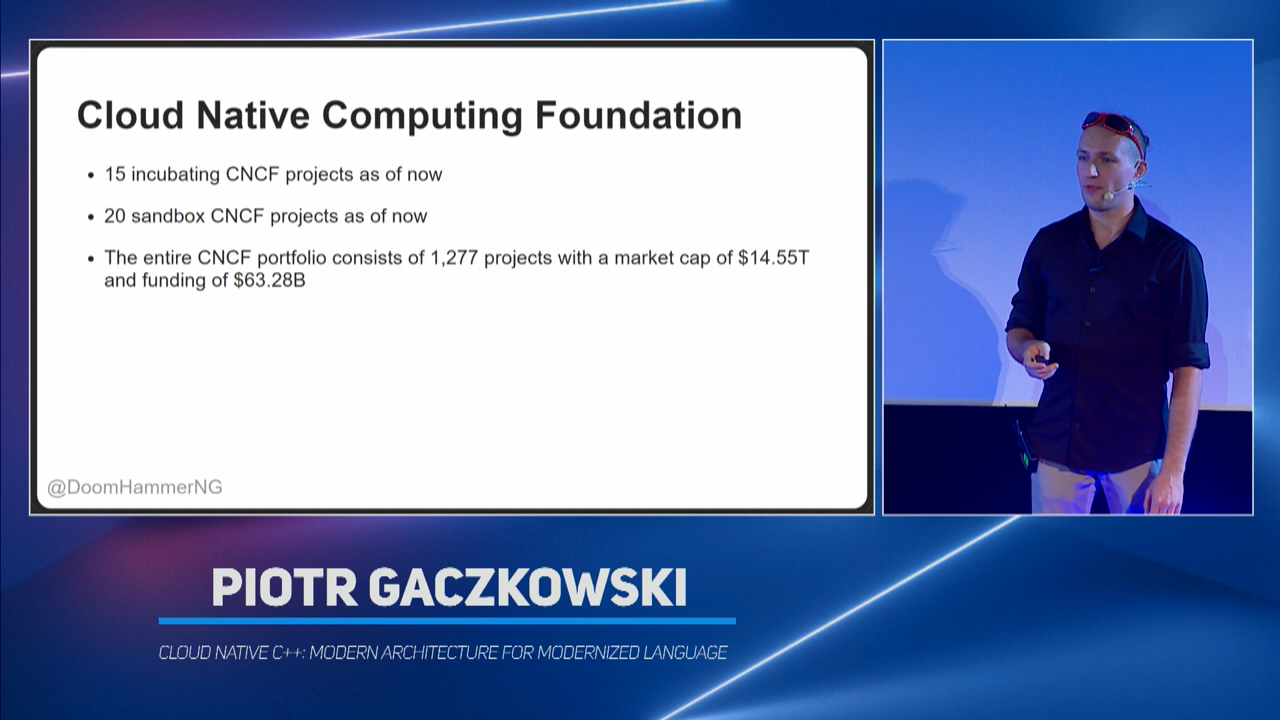 Cloud Native Computing Foundation
• 15 incubating CNCF projects as of now
• 20 sandbox CNCF projects as of now
• The entire CNCF portfolio consists of 1,277 projects with a market cap of $14.55T
and funding of $63.28B
@DoomHammerNG
PIOTR GACZKOWSKI
CLOUD NATIVE C++: MODERN ARCHITECTURE FOR MODERNIZED LANGUAGE